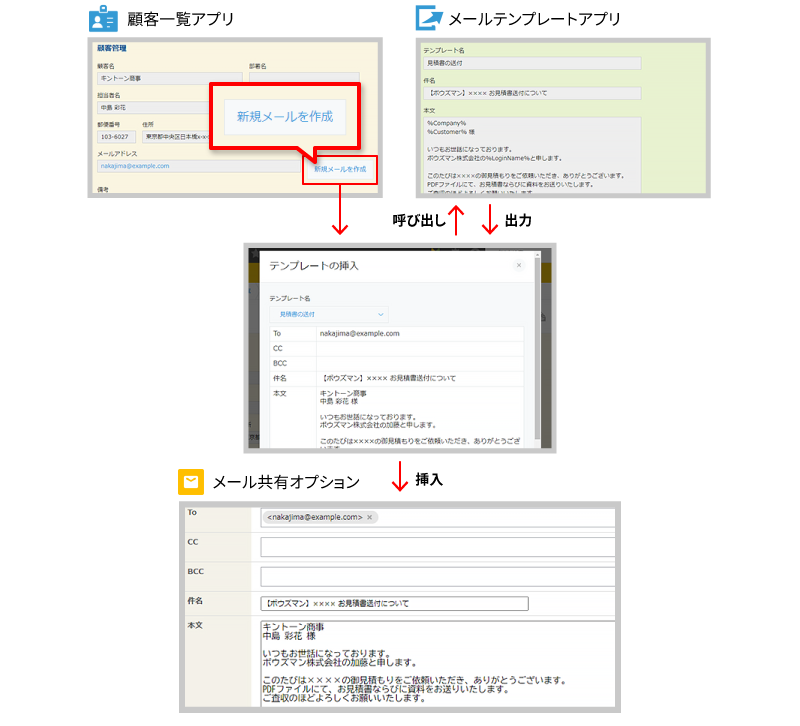 顧客一覧アプリ
顧客管理
顧客名
部署名
キントーン商事
担当者名
中島 彩花
新規メールを作成
郵便番号
住所
103-6027
東京都中央区日本橋x-x-
メールアドレス
nakajima@example.com
新規メールを作成
備考
メールテンプレートアプリ
テンプレート名
見積書の送付
件名
【ボウズマン】×××× お見積書送付について
本文
%Company%
%Customer% 様
いつもお世話になっております。
ボウズマン株式会社の%LoginName%と申します。
このたびは××××の御見積もりをご依頼いただき、ありがとうございます。
PDFファイルにて、お見積書ならびに資料をお送りいたします。
ご査収のほどよろしくお願いいたします。
呼び出し
出力
テンプレートの挿入
×
テンプレート名
見積書の送付
To
nakajima@example.com
CC
BCC
件名
【ボウズマン】×××× お見積書送付について
本文
キントーン商事
中島 彩花 様
いつもお世話になっております。
ボウズマン株式会社の加藤と申します。
このたびは××××の御見積もりをご依頼いただき、ありがとうござ
います。
メール共有オプション
挿入
To
<nakajima@example.com> ×
CC
BCC
件名
【ボウズマン】×××× お見積書送付について
本文
キントーン商事
中島 彩花 様
いつもお世話になっております。
ボウズマン株式会社の加藤と申します。
このたびは××××の御見積もりをご依頼いただき、ありがとうございます。
PDFファイルにて、お見積書ならびに資料をお送りいたします。
ご査収のほどよろしくお願いいたします。